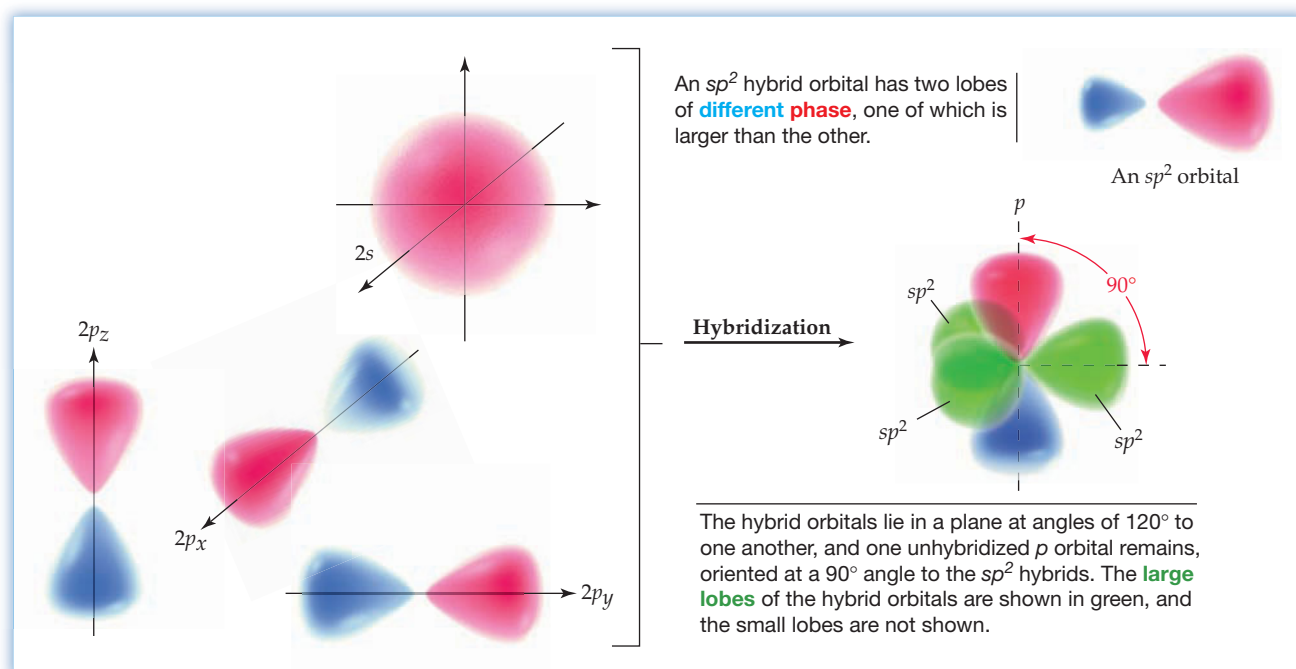 2s
2pz
2px
2py
Hybridization
An sp² hybrid orbital has two lobes
of different phase, one of which is
larger than the other.
An sp² orbital
p
90°
sp²
sp²
sp²
The hybrid orbitals lie in a plane at angles of 120° to
one another, and one unhybridized p orbital remains,
oriented at a 90° angle to the sp² hybrids. The large
lobes of the hybrid orbitals are shown in green, and
the small lobes are not shown.